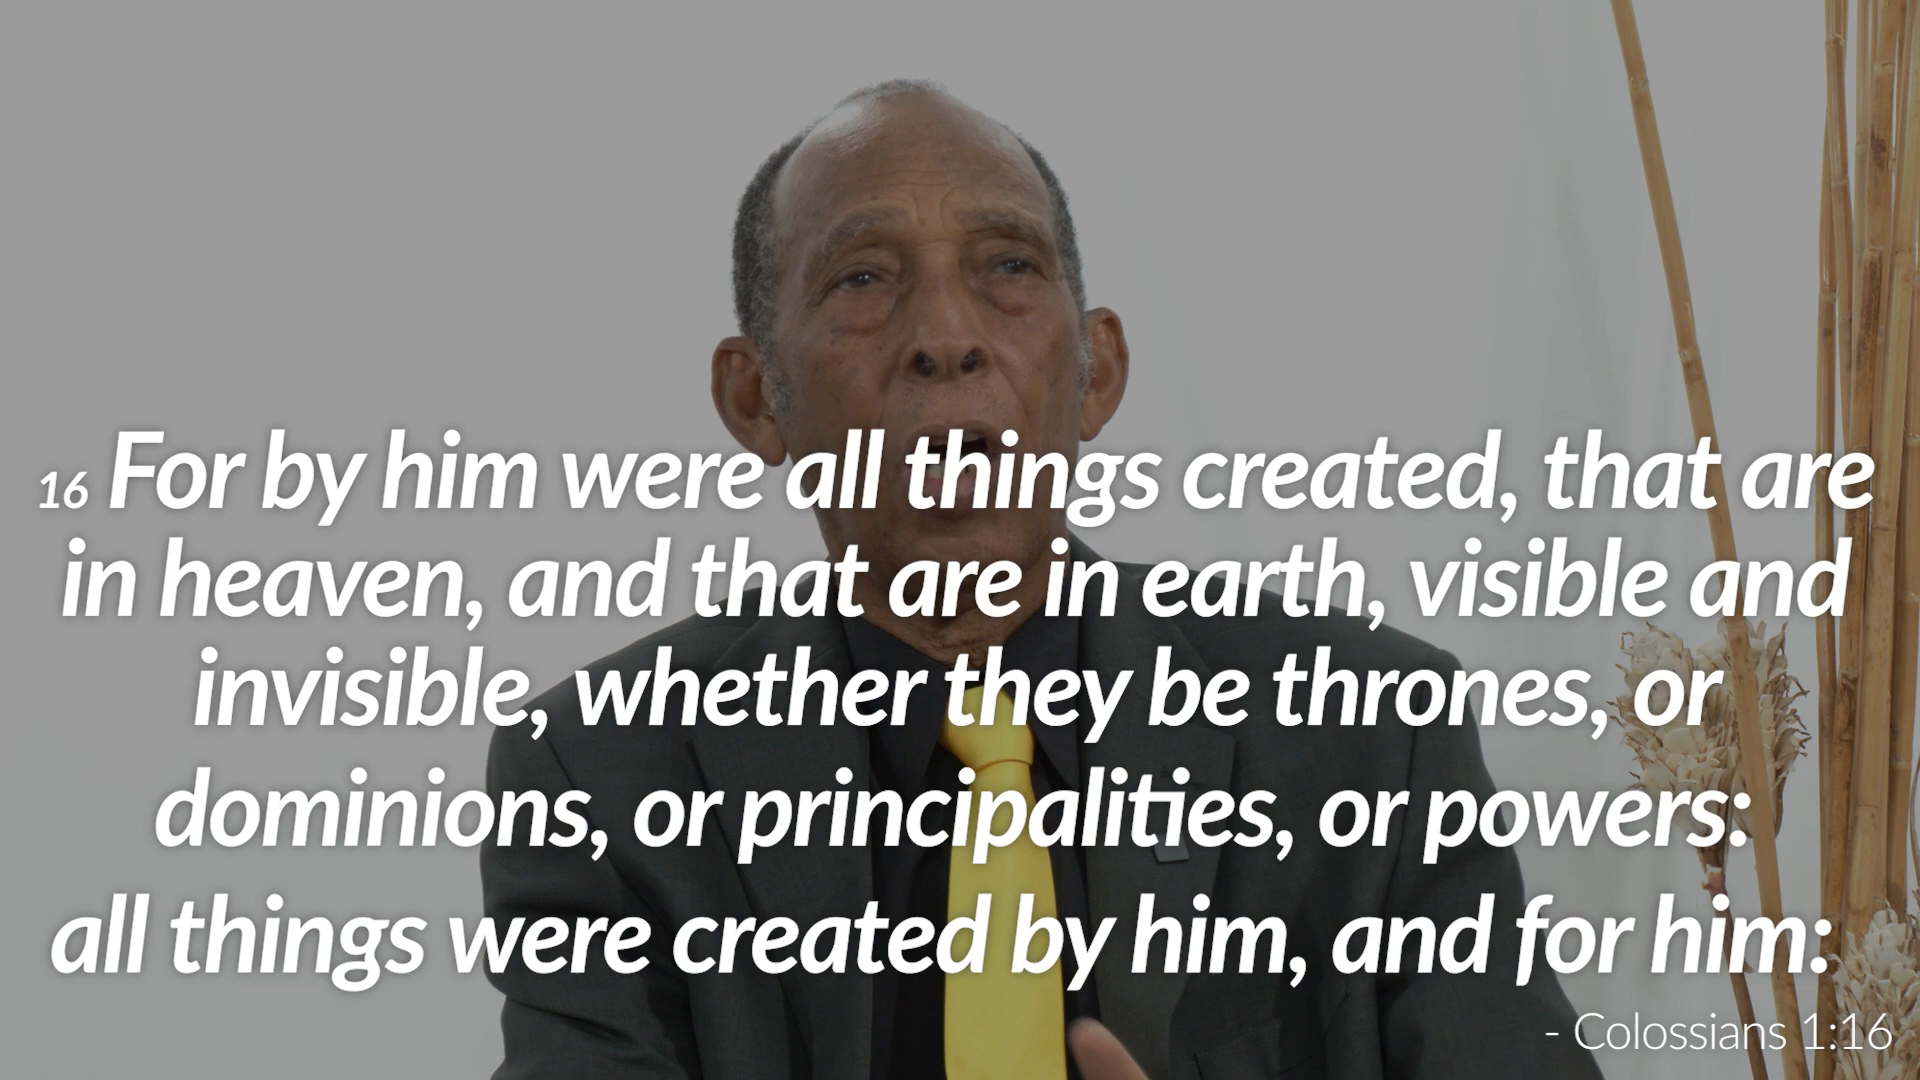 16 For by him were all things created, that are
in heaven, and that are in earth, visible and
invisible, whether they be thrones, or
dominions, or principalities, or powers:
all things were created by him, and for him:
- Colossians 1:16